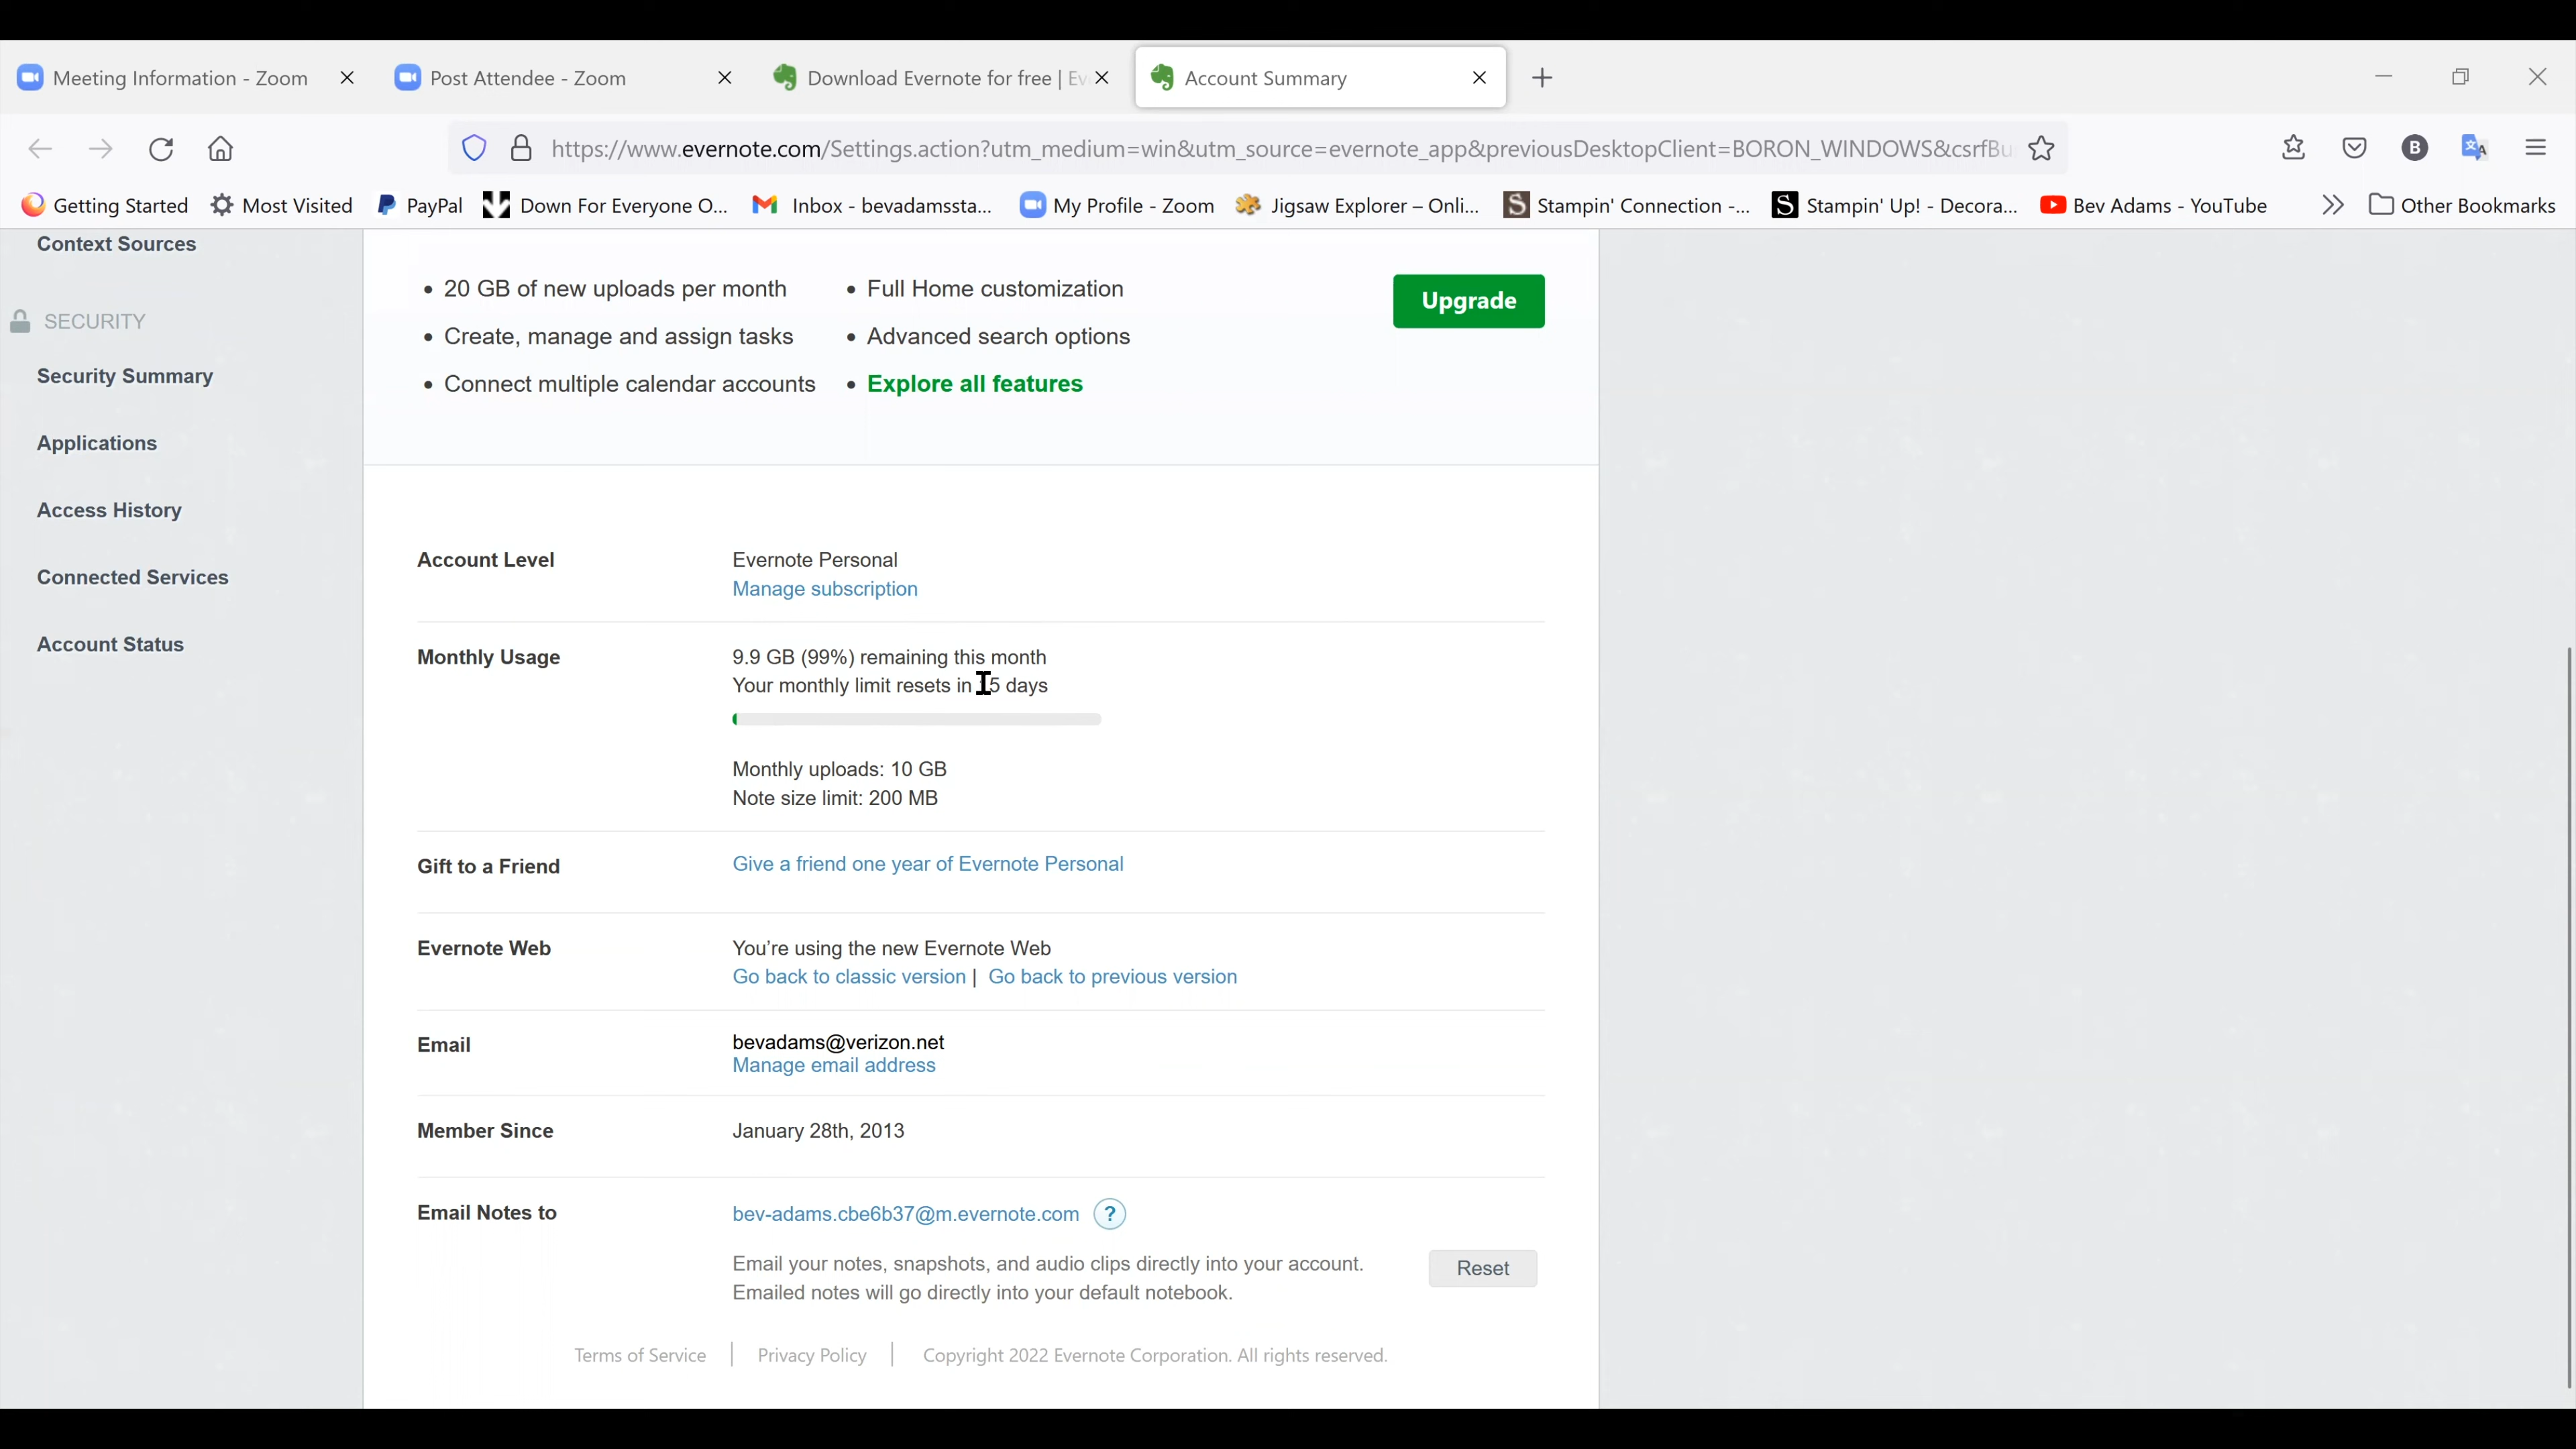 Meeting Information - Zoom
Post Attendee - Zoom
Download Evernote for free |
Account Summary
https://www.evernote.com/Settings.action?utm_medium=win&utm_source=evernote_app&previousDesktopClient=BORON_WINDOWS&csrfBu
B
Getting Started
Most Visited
PayPal
Down For Everyone O...
Inbox - bevadamssta...
My Profile - Zoom
Jigsaw Explorer – Onli...
Stampin' Connection -...
Stampin' Up! - Decora...
Bev Adams - YouTube
Other Bookmarks
Context Sources
SECURITY
Security Summary
Applications
Access History
Connected Services
Account Status
• 20 GB of new uploads per month
• Create, manage and assign tasks
• Connect multiple calendar accounts
• Full Home customization
• Advanced search options
• Explore all features
Upgrade
Account Level
Evernote Personal
Manage subscription
Monthly Usage
9.9 GB (99%) remaining this month
Your monthly limit resets in days
Monthly uploads: 10 GB
Note size limit: 200 MB
Gift to a Friend
Give a friend one year of Evernote Personal
Evernote Web
You're using the new Evernote Web
Go back to classic version | Go back to previous version
Email
bevadams@verizon.net
Manage email address
Member Since
January 28th, 2013
Email Notes to
bev-adams.cbe6b37@m.evernote.com ?
Email your notes, snapshots, and audio clips directly into your account.
Emailed notes will go directly into your default notebook.
Reset
Terms of Service | Privacy Policy | Copyright 2022 Evernote Corporation. All rights reserved.